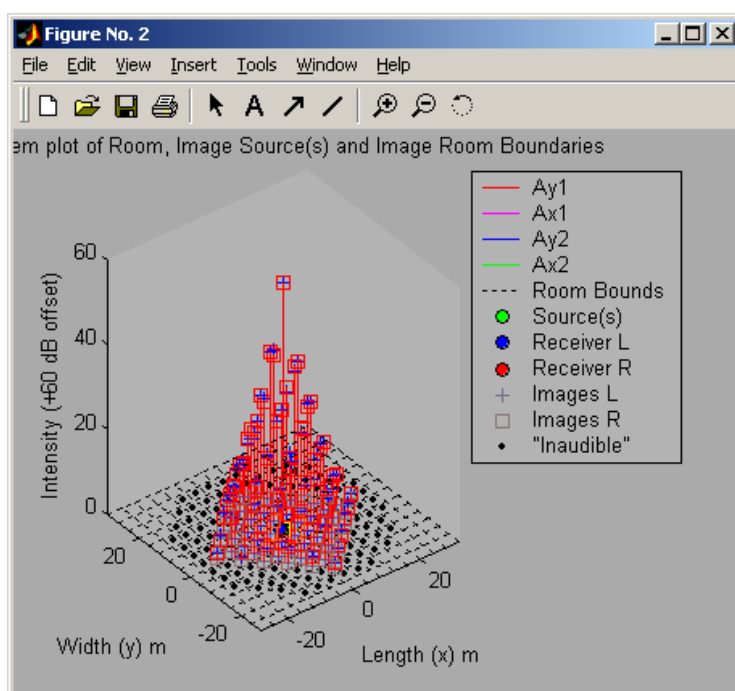 Figure No. 2
File Edit View Insert Tools Window Help
A
em plot of Room, Image Source(s) and Image Room Boundaries
Ay1
Ax1
Ay2
Ax2
Room Bounds
Source(s)
Receiver L
Receiver R
Images L
Images R
"Inaudible"
Intensity (+60 dB offset)
60
40
20
0
20
0
-20
Width (y) m
-20
0
20
Length (x) m